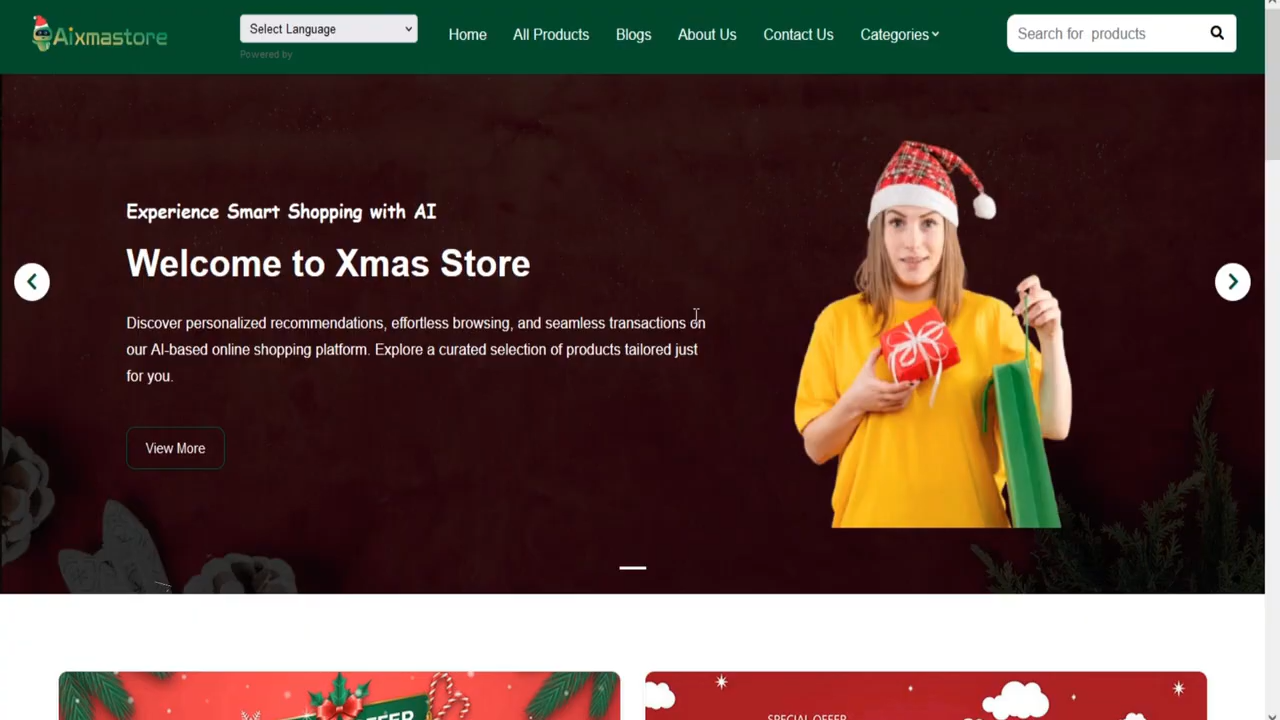 Aixmastore
Select Language
Powered by
Home
All Products
Blogs
About Us
Contact Us
Categories
Search for products
Experience Smart Shopping with AI
Welcome to Xmas Store
Discover personalized recommendations, effortless browsing, and seamless transactions on
our AI-based online shopping platform. Explore a curated selection of products tailored just
for you.
View More
OFFER
SPECIAL OFFER